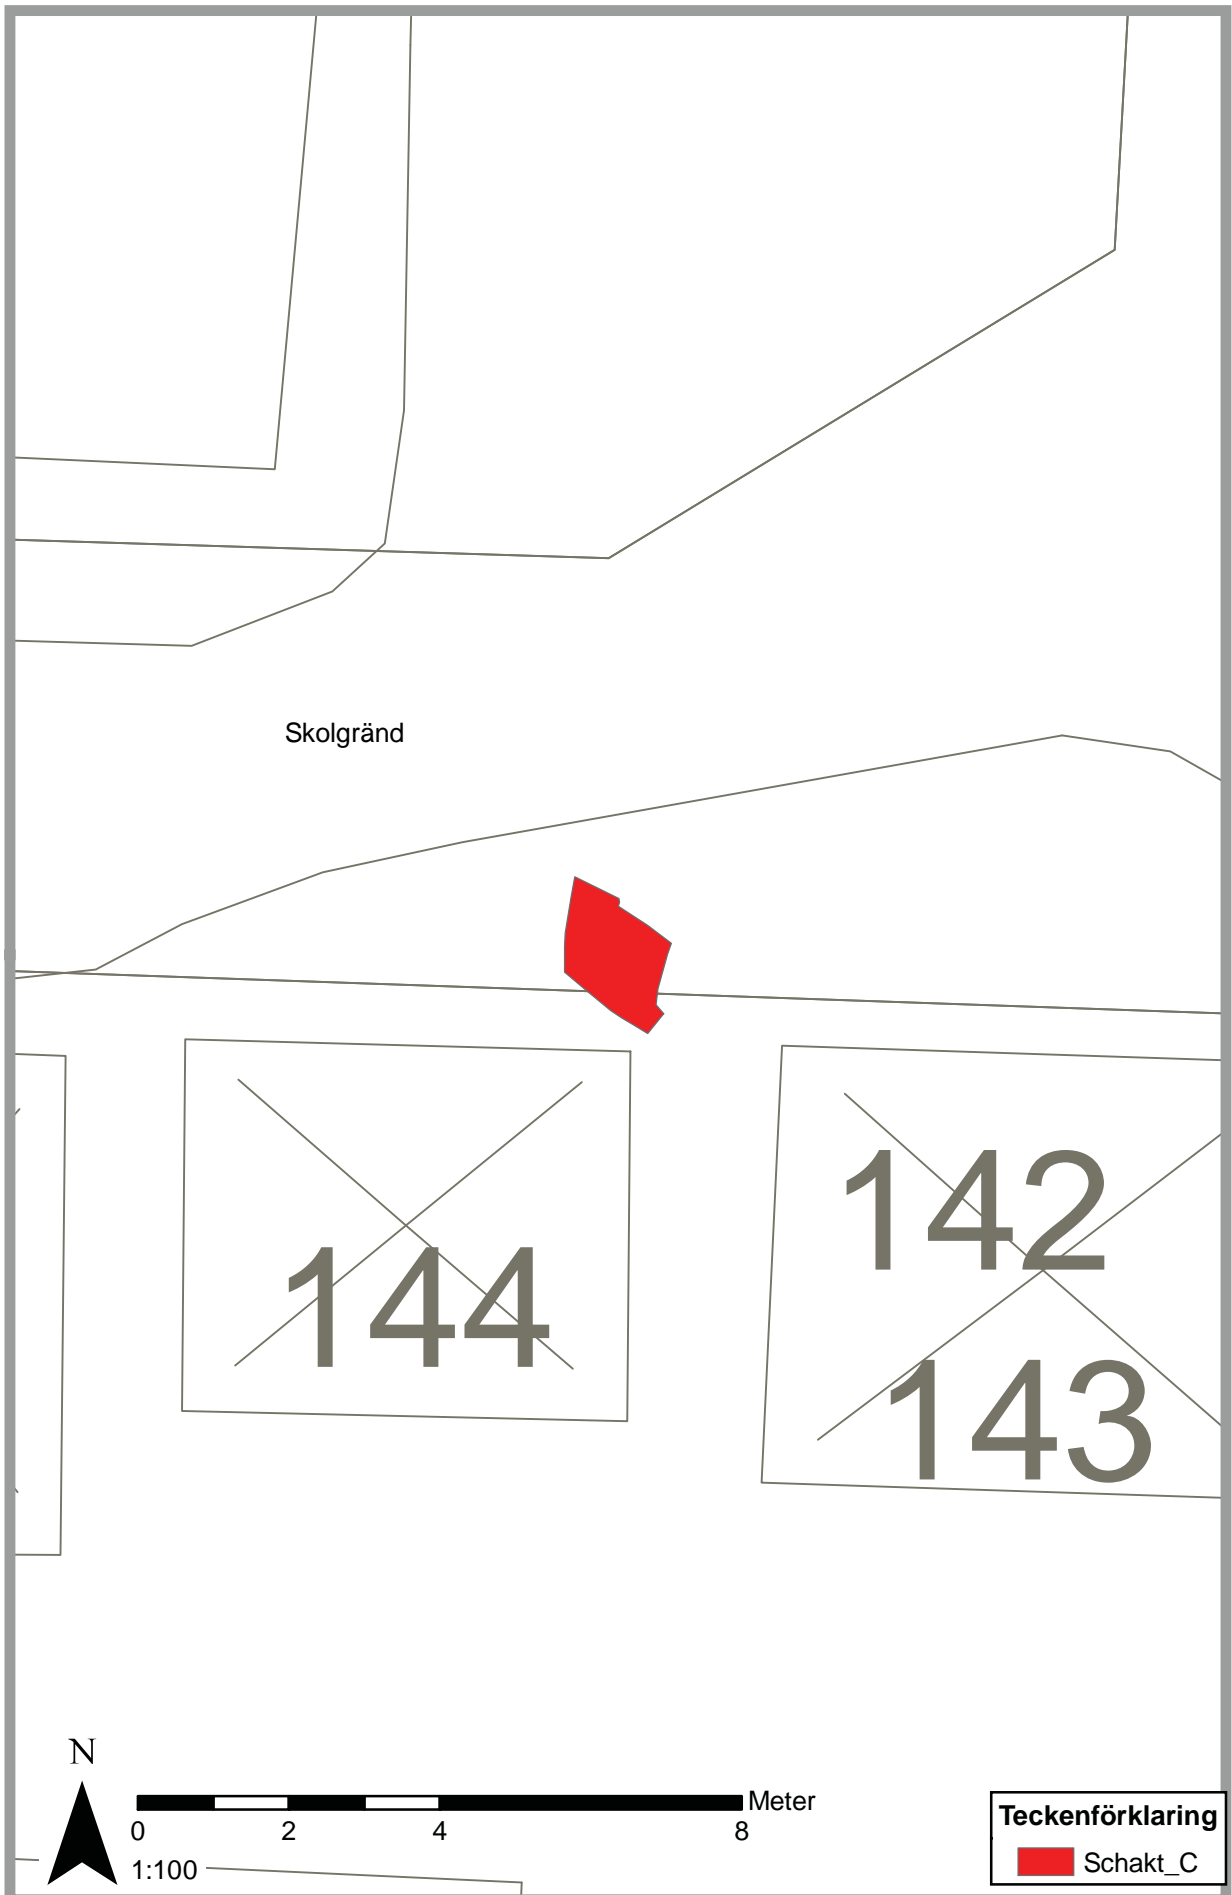 Skolgränd
142
144
143
N
Meter
0 2 4 8
1:100
Teckenförklaring
Schakt_C